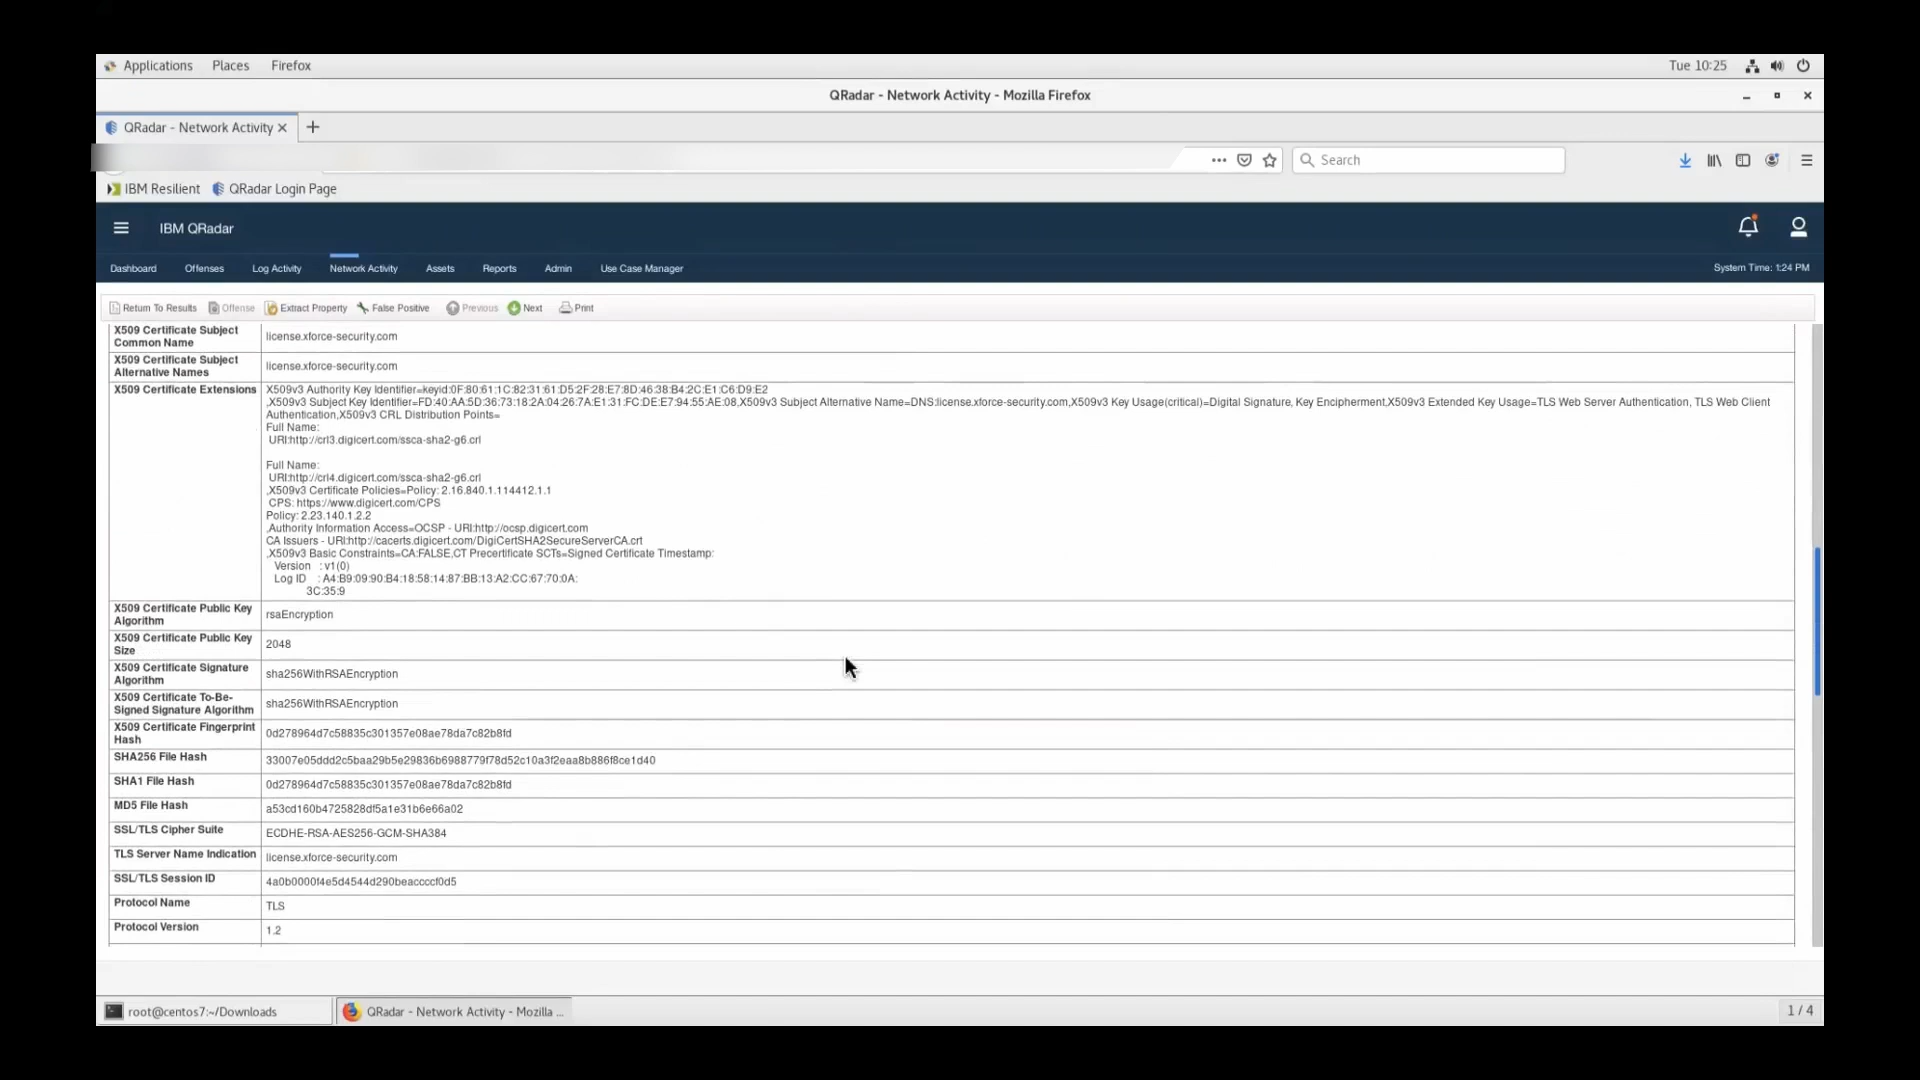 Applications Places Firefox Tue 10:25
QRadar - Network Activity - Mozilla Firefox
QRadar - Network Activity
Search
IBM Resilient QRadar Login Page
IBM QRadar
Dashboard Offenses Log Activity Network Activity Assets Reports Admin Use Case Manager System Time: 1:24 PM
Return To Results Offense Extract Property False Positive Previous Next Print
X509 Certificate Subject
Common Name
license.xforce-security.com
X509 Certificate Subject
Alternative Names
license.xforce-security.com
X509 Certificate Extensions
X509v3 Authority Key Identifier=keyid:0F:80:61:1C:82:31:61:D5:2F:28:E7:8D:46:38:B4:2C:E1:C6:D9:E2
,X509v3 Subject Key Identifier=FD:40:AA:5D:36:73:18:2A:04:26:7A:E1:31:FC:DE:E7:94:55:AE:08,X509v3 Subject Alternative Name=DNS:license.xforce-security.com,X509v3 Key Usage(critical)=Digital Signature, Key Encipherment,X509v3 Extended Key Usage=TLS Web Server Authentication, TLS Web Client
Authentication,X509v3 CRL Distribution Points=
Full Name:
URI:http://crl3.digicert.com/ssca-sha2-g6.crl
Full Name:
URI:http://crl4.digicert.com/ssca-sha2-g6.crl
,X509v3 Certificate Policies=Policy: 2.16.840.1.114412.1.1
CPS: https://www.digicert.com/CPS
Policy: 2.23.140.1.2.2
,Authority Information Access=OCSP - URI:http://ocsp.digicert.com
CA Issuers - URI:http://cacerts.digicert.com/DigiCertSHA2SecureServerCA.crt
,X509v3 Basic Constraints=CA:FALSE,CT Precertificate SCTs=Signed Certificate Timestamp:
Version : v1(0)
Log ID : A4:B9:09:90:B4:18:58:14:87:BB:13:A2:CC:67:70:0A:
3C:35:9
X509 Certificate Public Key
Algorithm
rsaEncryption
X509 Certificate Public Key
Size
2048
X509 Certificate Signature
Algorithm
sha256WithRSAEncryption
X509 Certificate To-Be-
Signed Signature Algorithm
sha256WithRSAEncryption
X509 Certificate Fingerprint
Hash
0d278964d7c58835c301357e08ae78da7c82b8fd
SHA256 File Hash
33007e05ddd2c5baa29b5e29836b6988779f78d52c10a3f2eaa8b886f8ce1d40
SHA1 File Hash
0d278964d7c58835c301357e08ae78da7c82b8fd
MD5 File Hash
a53cd160b4725828df5a1e31b6e66a02
SSL/TLS Cipher Suite
ECDHE-RSA-AES256-GCM-SHA384
TLS Server Name Indication
license.xforce-security.com
SSL/TLS Session ID
4a0b0000f4e5d4544d290beaccccf0d5
Protocol Name
TLS
Protocol Version
1.2
root@centos7:~/Downloads QRadar - Network Activity - Mozilla ... 1 / 4